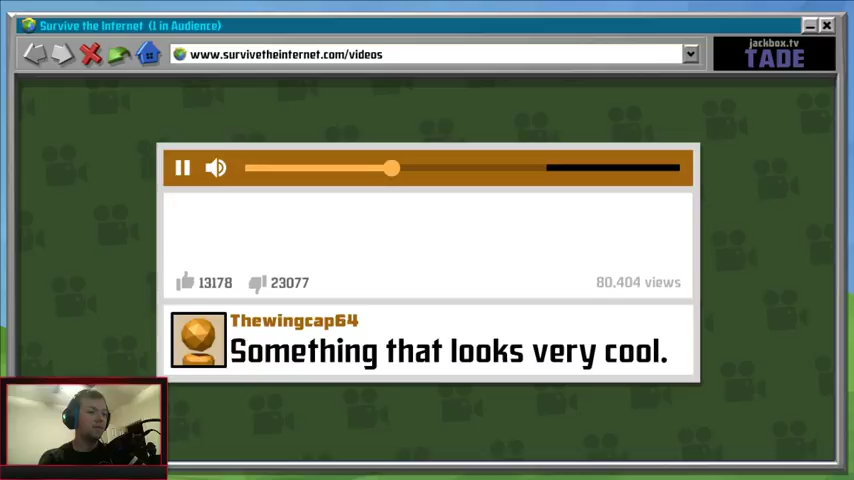 Survive the Internet (1 in Audience)
www.survivetheinternet.com/videos
jackbox.tv
TADE
13178 23077 80.404 views
Thewingcap64
Something that looks very cool.